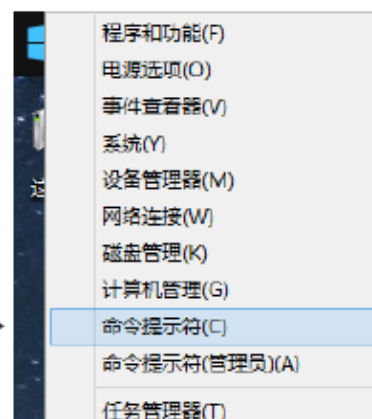 程序和功能(F)
电源选项(O)
事件查看器(V)
系统(Y)
设备管理器(M)
网络连接(W)
磁盘管理(K)
计算机管理(G)
命令提示符(C)
命令提示符(管理员)(A)
任务管理器(T)